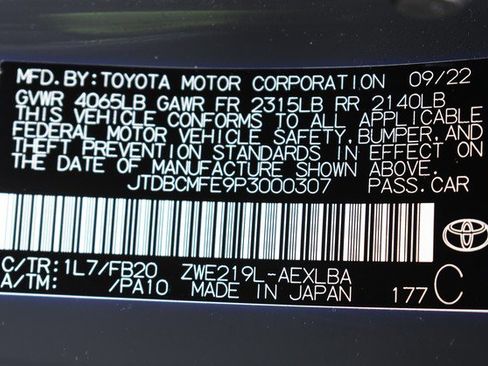 MFD.BY:TOYOTA MOTOR CORPORATION 09/22
GVWR 4065LB GAWR FR 2315LB RR 2140LB
THIS VEHICLE CONFORMS TO ALL APPLICABLE
FEDERAL MOTOR VEHICLE SAFETY, BUMPER, AND
THEFT PREVENTION STANDARDS IN EFFECT ON
THE DATE OF MANUFACTURE SHOWN ABOVE.
JTDBCMFE9P3000307 PASS.CAR
C/TR:1L7/FB20 ZWE219L-AEXLBA
A/TM: /PA10 MADE IN JAPAN 177 C